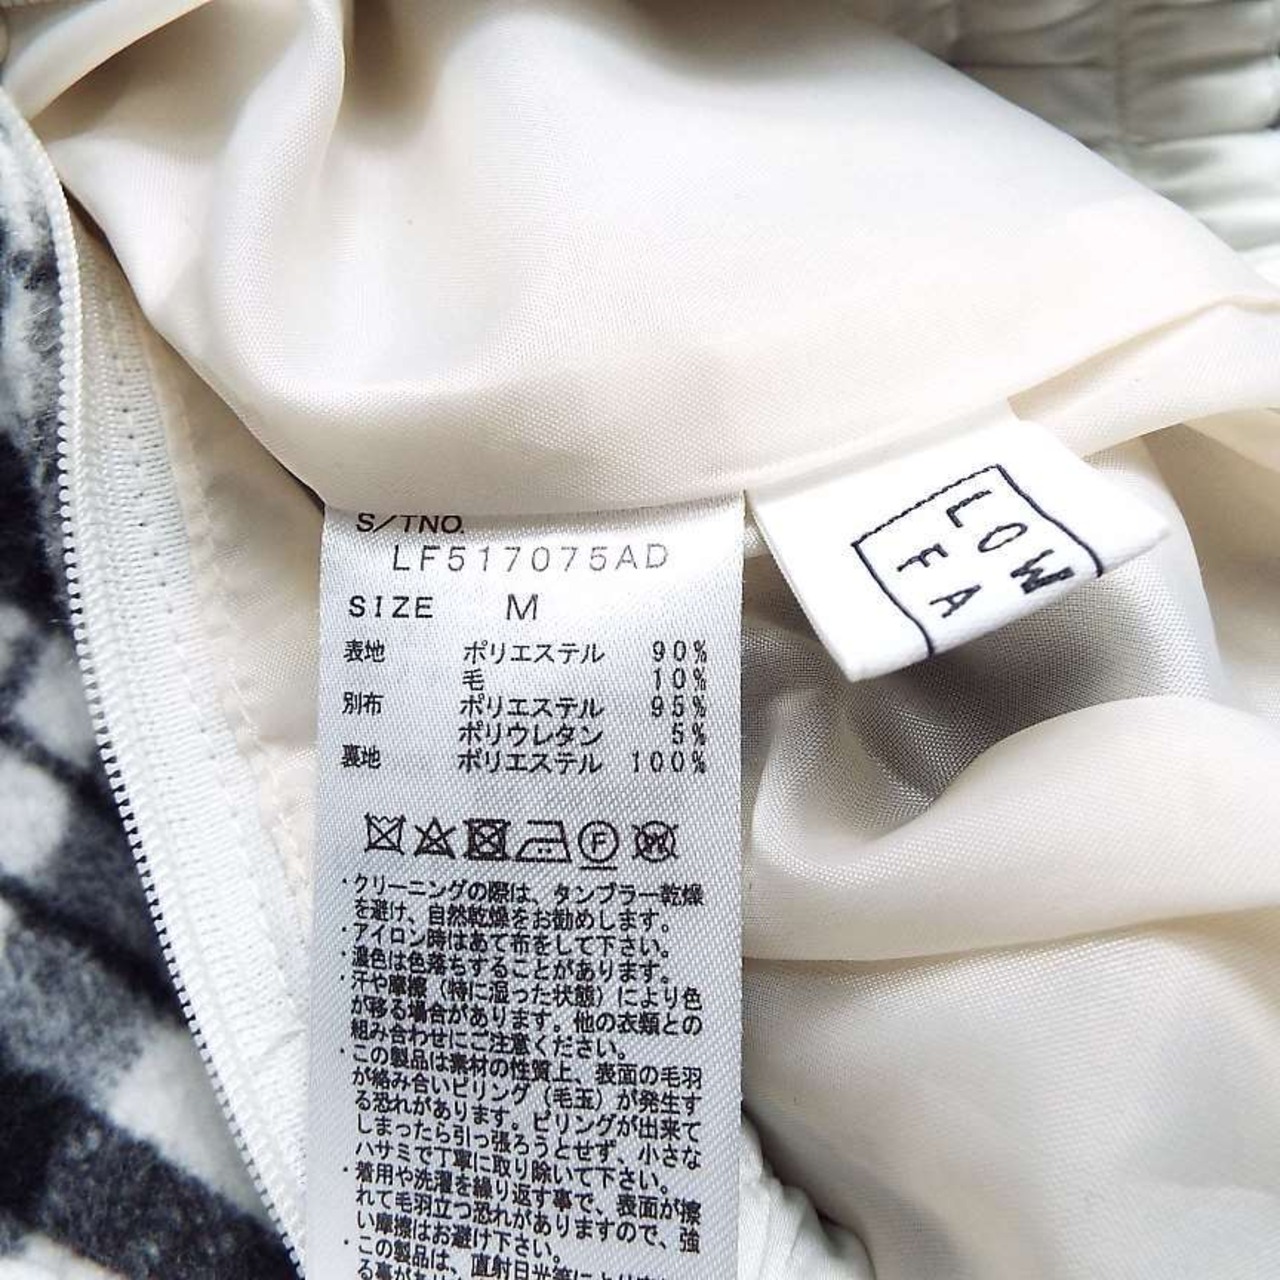 S/TNO.
LF517075AD
SIZE M
表地 ポリエステル 90%
毛 10%
別布 ポリエステル 95%
ポリウレタン 5%
裏地 ポリエステル 100%
F
W
・クリーニングの際は、タンブラー乾燥
を避け、自然乾燥をお勧めします。
・アイロン時はあて布をして下さい。
・濃色は色落ちすることがあります。
・汗や摩擦(特に湿った状態)により色
が移る場合があります。他の衣類との
組み合わせにご注意ください。
・この製品は素材の性質上、表面の毛羽
が絡み合いピリング(毛玉)が発生す
る恐れがあります。ピリングが出来て
しまったら引っ張ろうとせず、小さな
ハサミで丁寧に取り除いて下さい。
・着用や洗濯を繰り返す事で、表面が擦
れて毛羽立つ恐れがありますので、強
い摩擦はお避け下さい。
・この製品は、直射日光等により
る事があり
LOW
FA